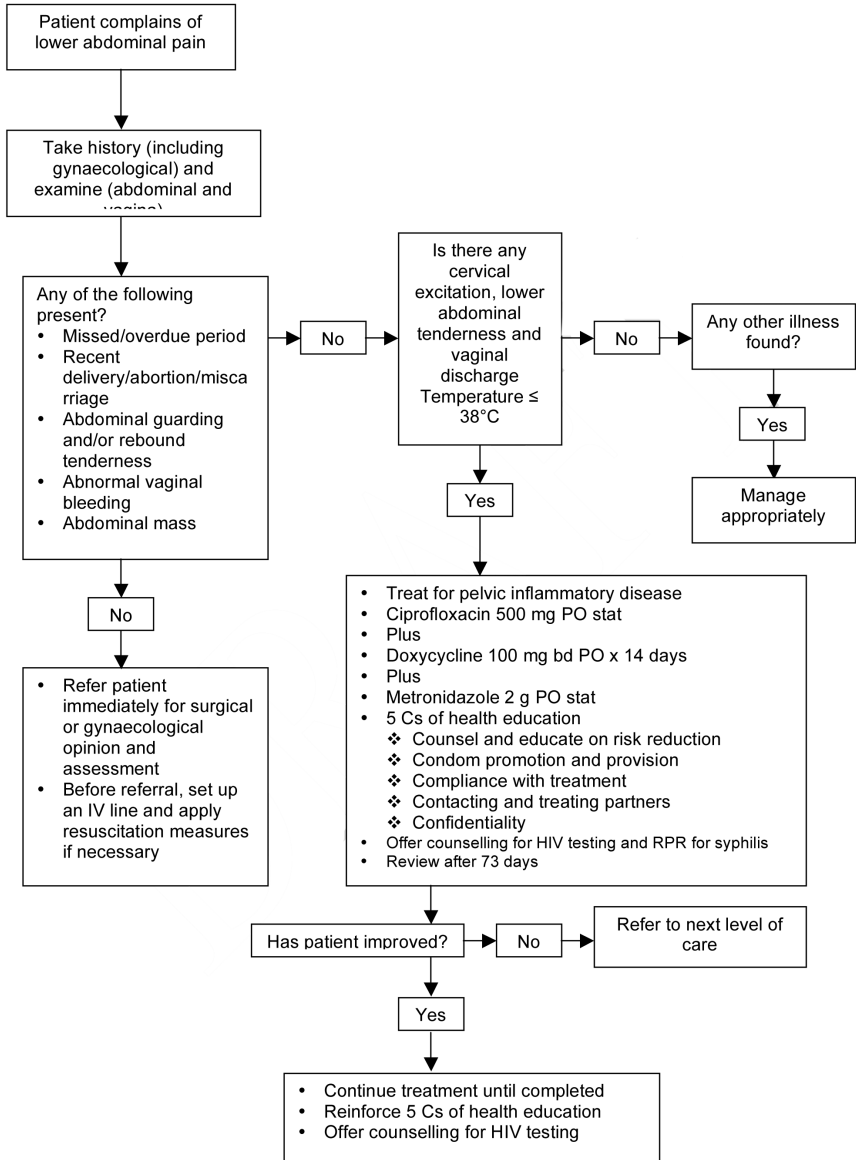 Patient complains of
lower abdominal pain
Take history (including
gynaecological) and
examine (abdominal and
vagina)
Any of the following
present?
• Missed/overdue period
• Recent
delivery/abortion/misca
rriage
• Abdominal guarding
and/or rebound
tenderness
• Abnormal vaginal
bleeding
• Abdominal mass
No
Is there any
cervical
excitation, lower
abdominal
tenderness and
vaginal
discharge
Temperature ≤
38°C
No
Any other illness
found?
Yes
Manage
appropriately
Yes
No
• Refer patient
immediately for surgical
or gynaecological
opinion and
assessment
• Before referral, set up
an IV line and apply
resuscitation measures
if necessary
• Treat for pelvic inflammatory disease
• Ciprofloxacin 500 mg PO stat
• Plus
• Doxycycline 100 mg bd PO x 14 days
• Plus
• Metronidazole 2 g PO stat
• 5 Cs of health education
❖ Counsel and educate on risk reduction
❖ Condom promotion and provision
❖ Compliance with treatment
❖ Contacting and treating partners
❖ Confidentiality
• Offer counselling for HIV testing and RPR for syphilis
• Review after 73 days
Has patient improved?
No
Refer to next level of
care
Yes
• Continue treatment until completed
• Reinforce 5 Cs of health education
• Offer counselling for HIV testing